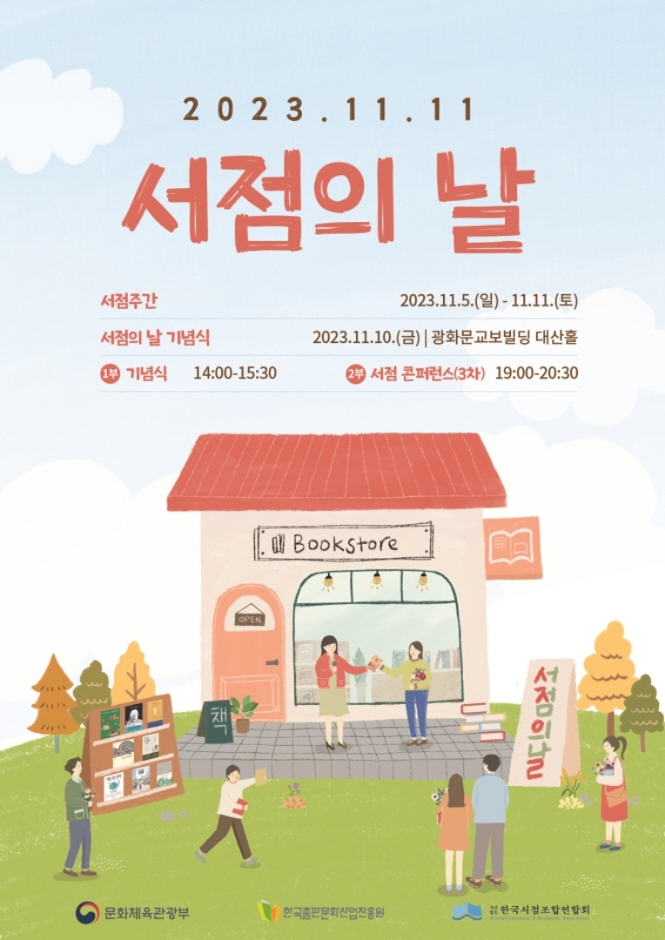 2023.11.11
서점의 날
서점주간 2023.11.5.(일) - 11.11.(토)
서점의 날 기념식 2023.11.10.(금) | 광화문교보빌딩 대산홀
1부 기념식 14:00-15:30 2부 서점 콘퍼런스(3차) 19:00-20:30
Bookstore
OPEN
책
서점의날
문화체육관광부
한국출판문화산업진흥원
한국서점조합연합회